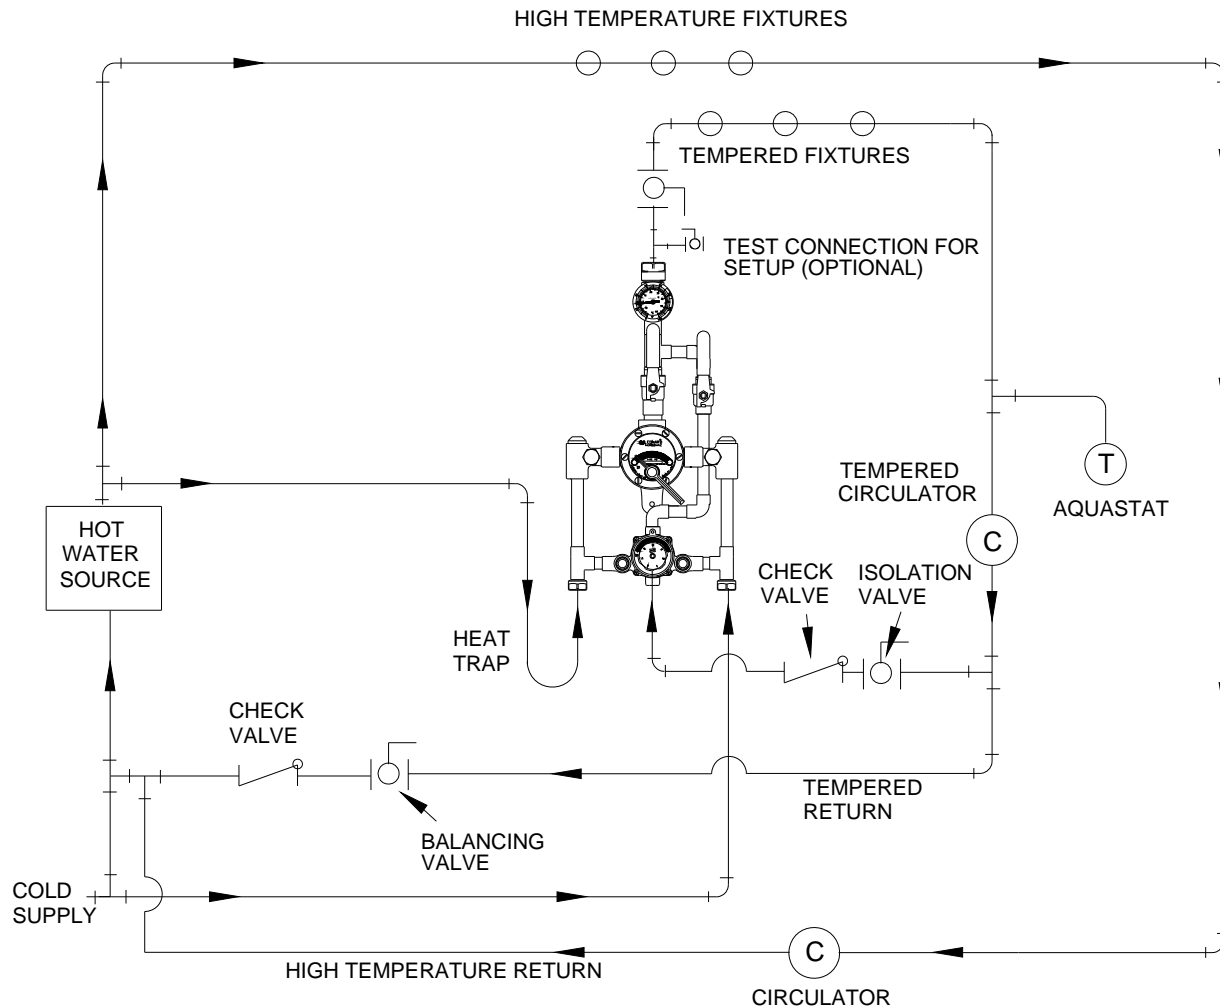 HIGH TEMPERATURE FIXTURES
TEMPERED FIXTURES
TEST CONNECTION FOR
SETUP (OPTIONAL)
TEMPERED
CIRCULATOR
T
AQUASTAT
HOT
WATER
SOURCE
C
CHECK
VALVE
ISOLATION
VALVE
HEAT
TRAP
CHECK
VALVE
TEMPERED
RETURN
BALANCING
VALVE
COLD
SUPPLY
C
HIGH TEMPERATURE RETURN
CIRCULATOR